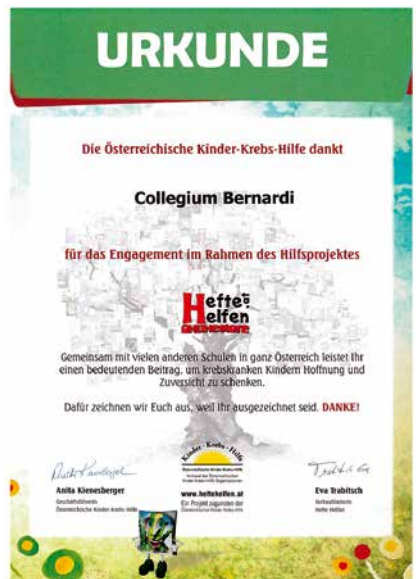 URKUNDE
Die Österreichische Kinder-Krebs-Hilfe dankt
Collegium Bernardi
für das Engagement im Rahmen des Hilfsprojektes
Hefte
Helfen
.at
Gemeinsam mit vielen anderen Schulen in ganz Österreich leistet Ihr
einen bedeutenden Beitrag, um krebskranken Kindern Hoffnung und
Zuversicht zu schenken.
Dafür zeichnen wir Euch aus, weil Ihr ausgezeichnet seid. DANKE!
Kinder-Krebs-Hilfe
Anita Kienesberger
Geschäftsführerin
Österreichische Kinder-Krebs-Hilfe
www.heftehelfen.at
Ein Projekt zugunsten der
Österreichischen Kinder-Krebs-Hilfe
Eva Trabitsch
Hefte Helfen